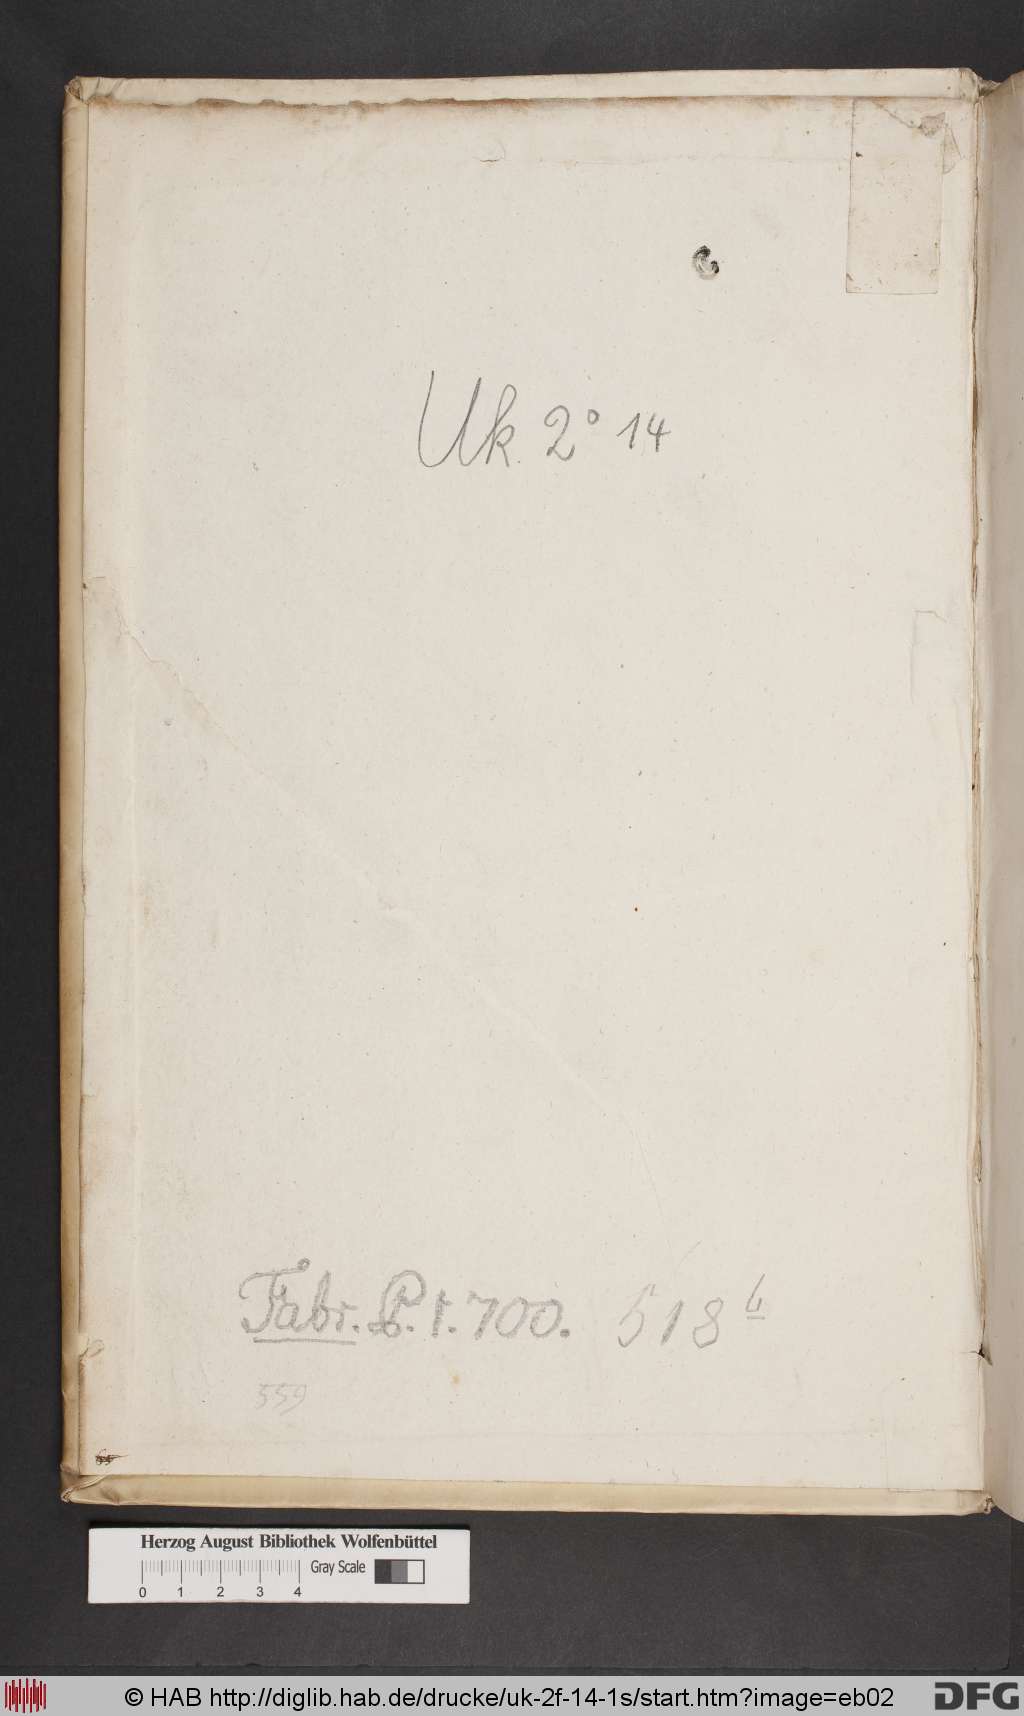 Uk. 2° 14
Fabr. P. 1. 700. 518 b
559
Herzog August Bibliothek Wolfenbüttel
Gray Scale
0 1 2 3 4
© HAB http://diglib.hab.de/drucke/uk-2f-14-1s/start.htm?image=eb02
DFG